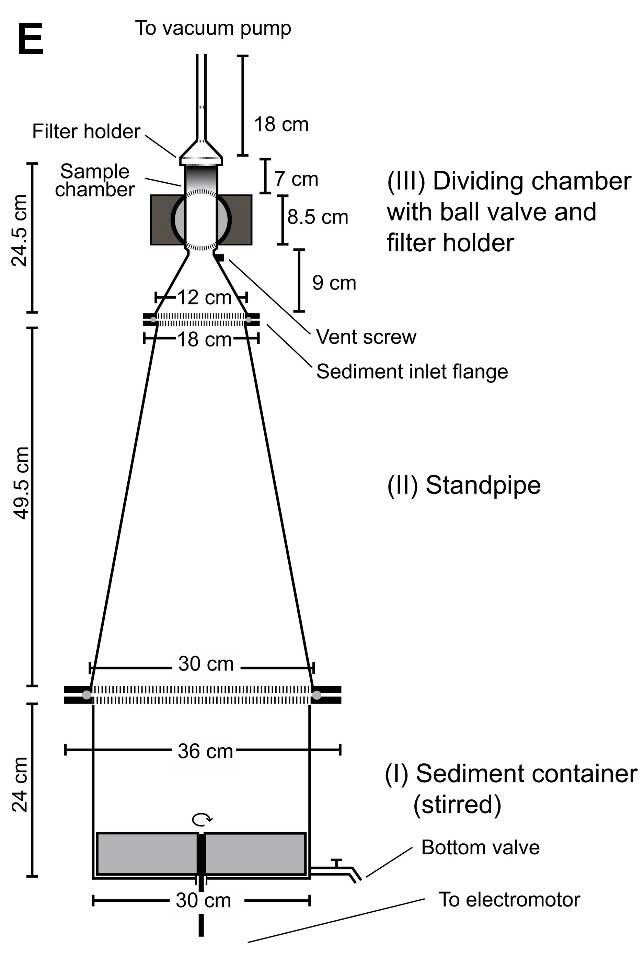 E
To vacuum pump
18 cm
Filter holder
Sample
chamber
7 cm
8.5 cm
24.5 cm
(III) Dividing chamber
with ball valve and
filter holder
9 cm
12 cm
Vent screw
18 cm
Sediment inlet flange
49.5 cm
(II) Standpipe
30 cm
36 cm
24 cm
(I) Sediment container
(stirred)
Bottom valve
30 cm
To electromotor